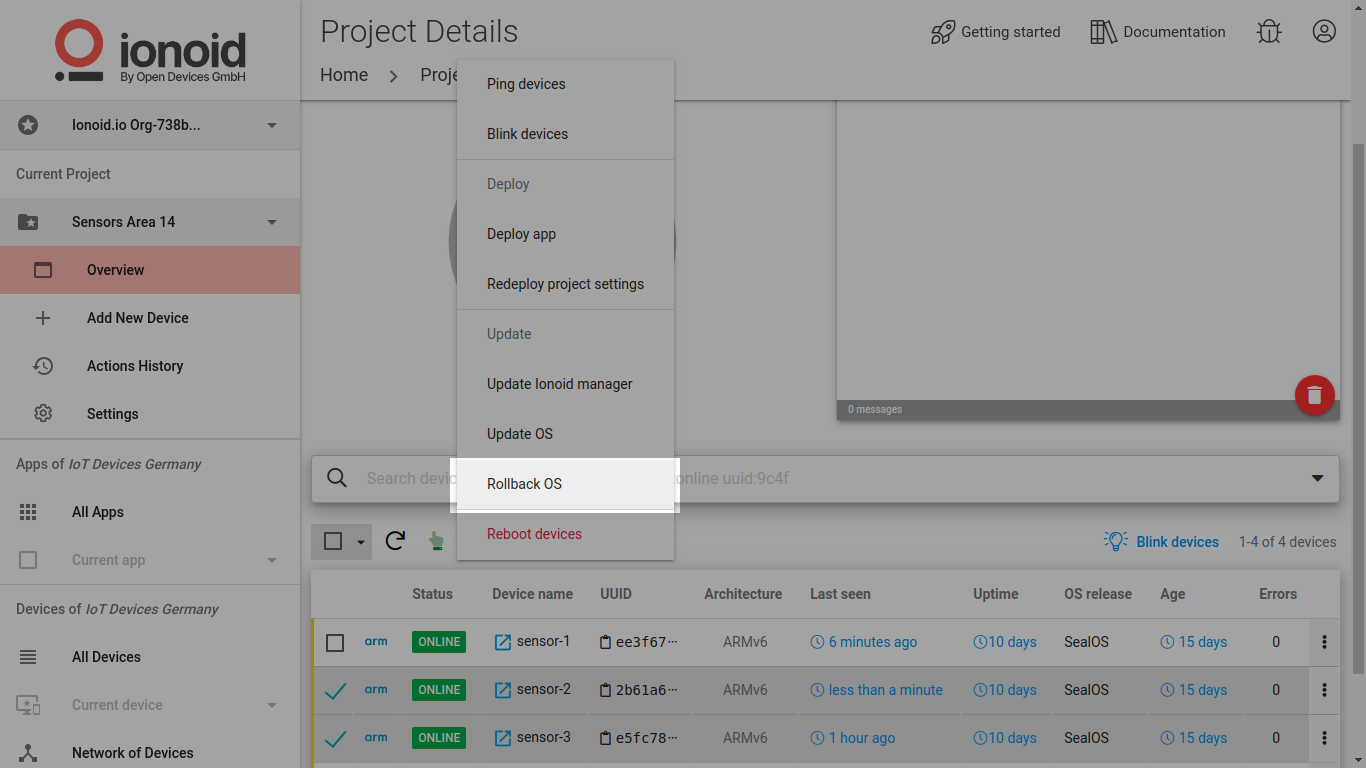 ionoid
By Open Devices GmbH
Ionoid.io Org-738b...
Current Project
Sensors Area 14
Overview
Add New Device
Actions History
Settings
Apps of IoT Devices Germany
All Apps
Current app
Devices of IoT Devices Germany
All Devices
Current device
Network of Devices
Project Details
Getting started
Documentation
Home
Proje
Ping devices
Blink devices
Deploy
Deploy app
Redeploy project settings
Update
Update Ionoid manager
Update OS
Rollback OS
Reboot devices
0 messages
Search devic online uuid:9c4f
Blink devices
1-4 of 4 devices
Status Device name UUID Architecture Last seen Uptime OS release Age Errors
arm ONLINE sensor-1 ee3f67··· ARMv6 6 minutes ago 10 days SealOS 15 days 0
arm ONLINE sensor-2 2b61a6··· ARMv6 less than a minute 10 days SealOS 15 days 0
arm ONLINE sensor-3 e5fc78··· ARMv6 1 hour ago 10 days SealOS 15 days 0